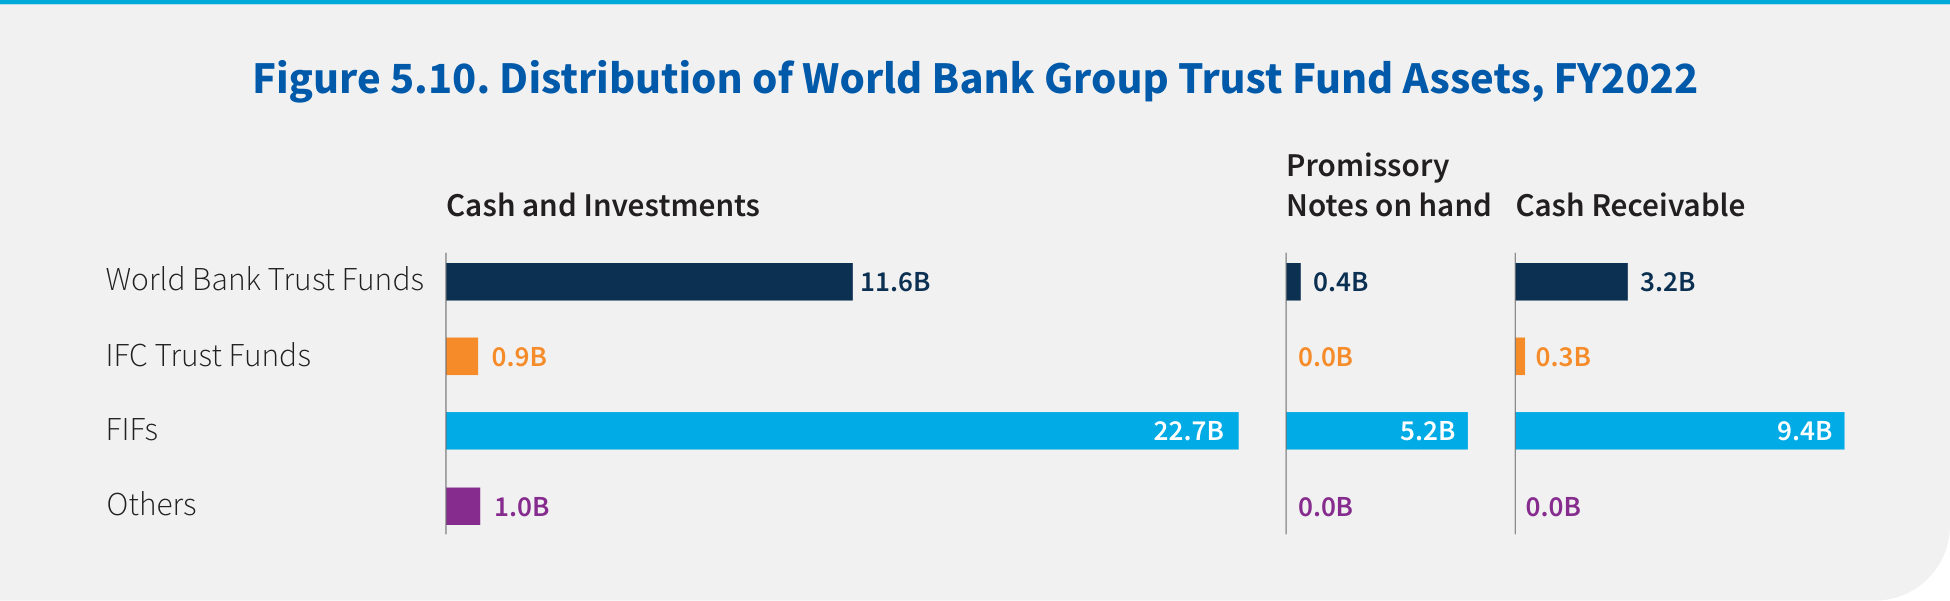 Figure 5.10. Distribution of World Bank Group Trust Fund Assets, FY2022
Cash and Investments
Promissory
Notes on hand
Cash Receivable
World Bank Trust Funds 11.6B 0.4B 3.2B
IFC Trust Funds 0.9B 0.0B 0.3B
FIFs 22.7B 5.2B 9.4B
Others 1.0B 0.0B 0.0B